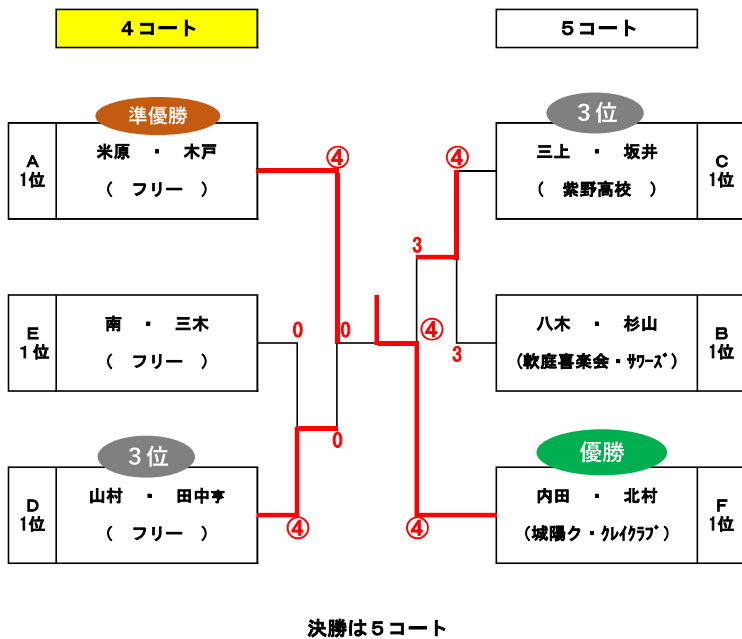 4コート
5コート
準優勝
3位
A
1位
米原 ・ 木戸
( フリー )
④
④
三上 ・ 坂井
( 紫野高校 )
C
1位
3
E
1位
南 ・ 三木
( フリー )
0
0
④
3
八木 ・ 杉山
(軟庭喜楽会・サワーズ)
B
1位
3位
0
優勝
D
1位
山村 ・ 田中亨
( フリー )
④
④
内田 ・ 北村
(城陽ク・クレイクラブ)
F
1位
決勝は5コート